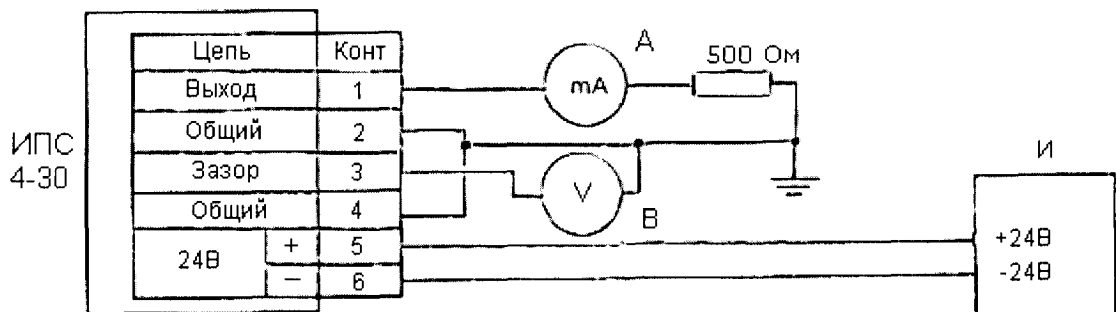 ИПС
4-30
Цепь Конт
Выход 1
Общий 2
Зазор 3
Общий 4
24В + 5
− 6
mA
A
500 Ом
V
B
И
+24В
-24В